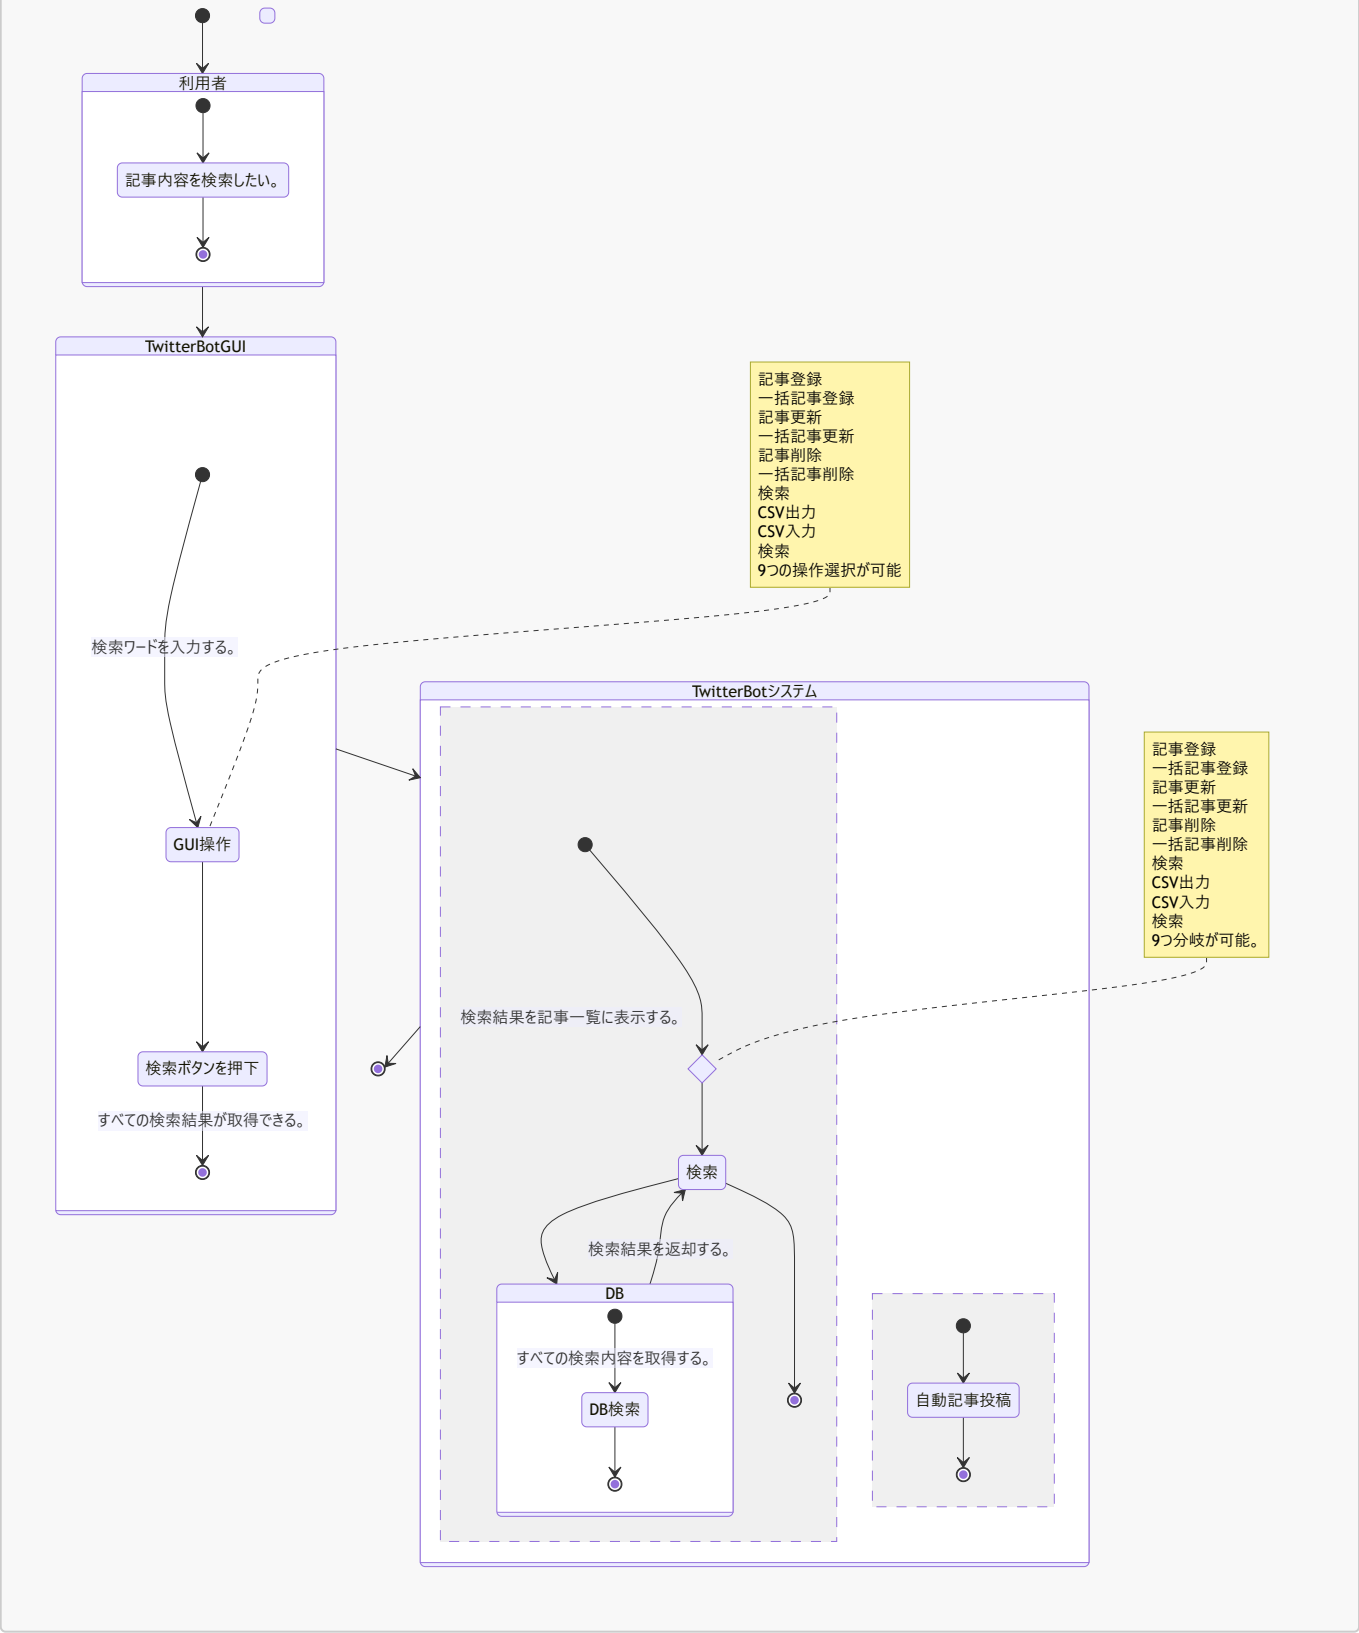 利用者
記事内容を検索したい。
TwitterBotGUI
記事登録
一括記事登録
記事更新
一括記事更新
記事削除
一括記事削除
検索
CSV出力
CSV入力
検索
9つの操作選択が可能
検索ワードを入力する。
TwitterBotシステム
記事登録
一括記事登録
記事更新
一括記事更新
記事削除
一括記事削除
検索
CSV出力
CSV入力
検索
9つ分岐が可能。
GUI操作
検索結果を記事一覧に表示する。
検索ボタンを押下
すべての検索結果が取得できる。
検索
検索結果を返却する。
DB
すべての検索内容を取得する。
DB検索
自動記事投稿